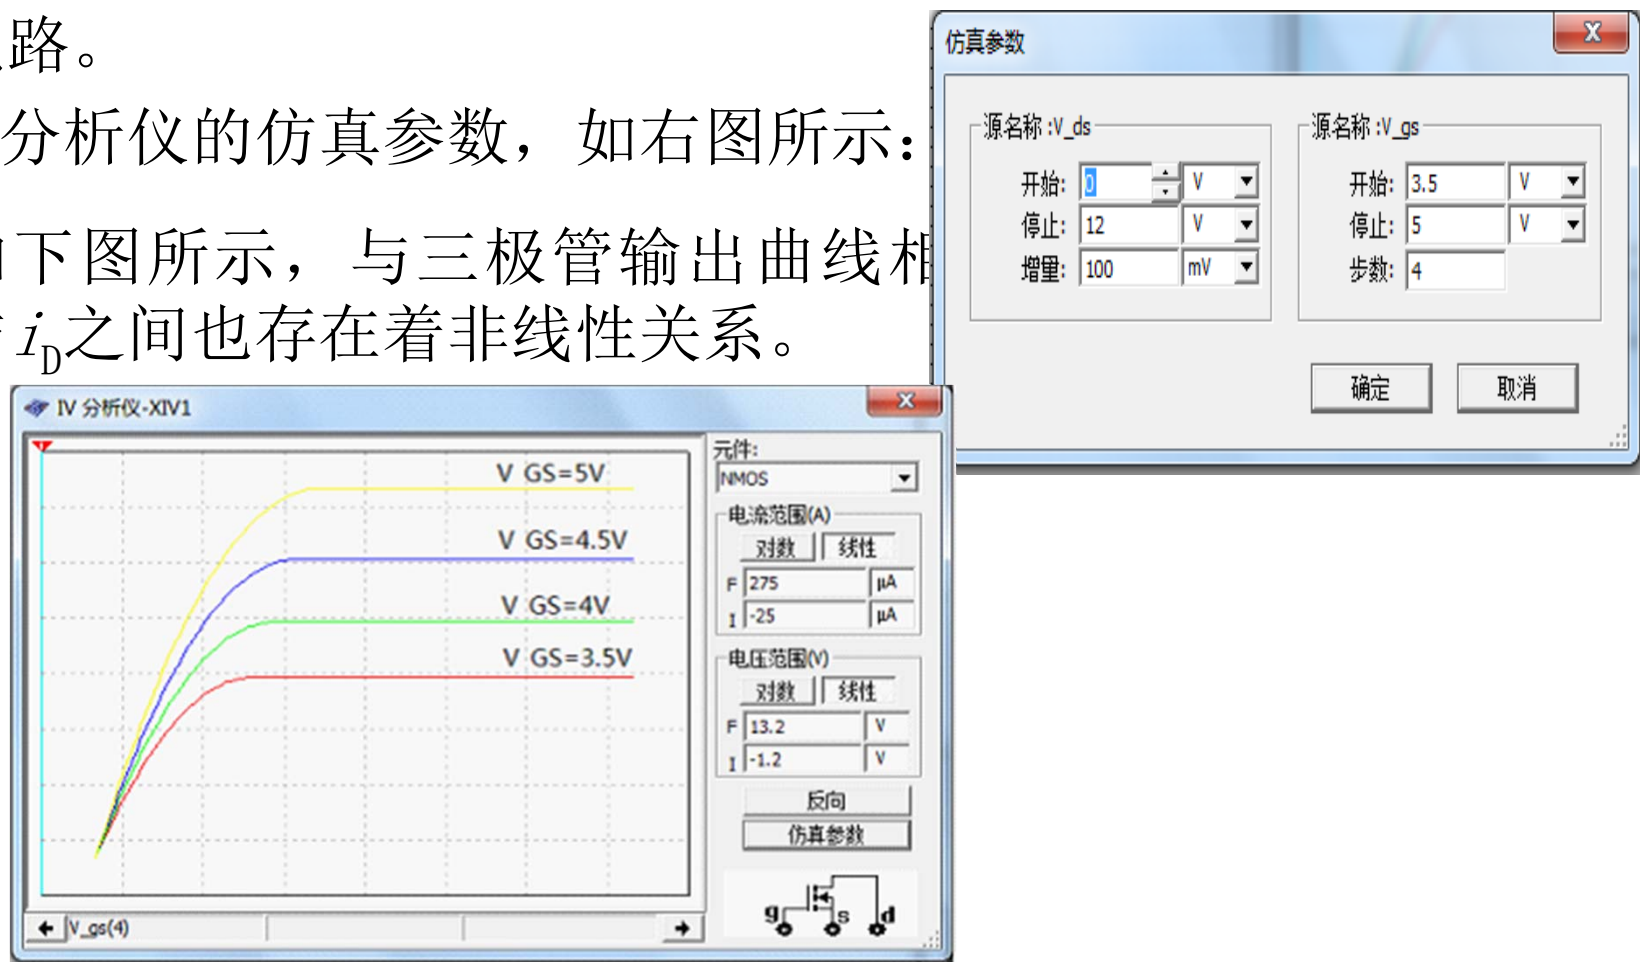 路。
分析仪的仿真参数，如右图所示：
下图所示，与三极管输出曲线
iD之间也存在着非线性关系。
仿真参数
源名称 :V_ds
开始: 0 V
停止: 12 V
增量: 100 mV
源名称 :V_gs
开始: 3.5 V
停止: 5 V
步数: 4
确定 取消
IV 分析仪-XIV1
V GS=5V
V GS=4.5V
V GS=4V
V GS=3.5V
V_gs(4)
元件:
NMOS
电流范围(A)
对数 线性
F 275 µA
I -25 µA
电压范围(V)
对数 线性
F 13.2 V
I -1.2 V
反向
仿真参数
g s d